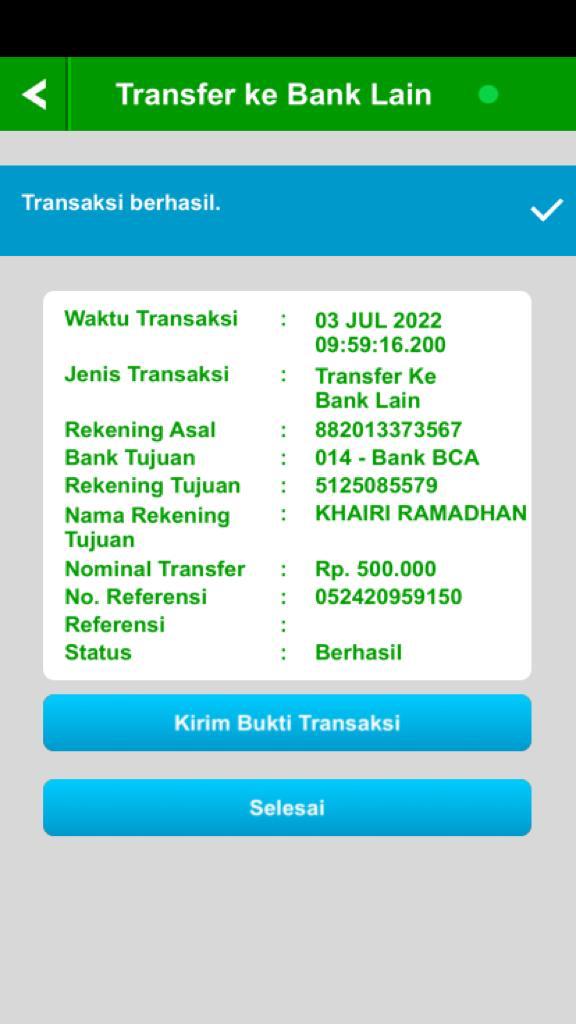 Transfer ke Bank Lain
Transaksi berhasil.
Waktu Transaksi : 03 JUL 2022
09:59:16.200
Jenis Transaksi : Transfer Ke
Bank Lain
Rekening Asal : 882013373567
Bank Tujuan : 014 - Bank BCA
Rekening Tujuan : 5125085579
Nama Rekening : KHAIRI RAMADHAN
Tujuan
Nominal Transfer : Rp. 500.000
No. Referensi : 052420959150
Referensi :
Status : Berhasil
Kirim Bukti Transaksi
Selesai